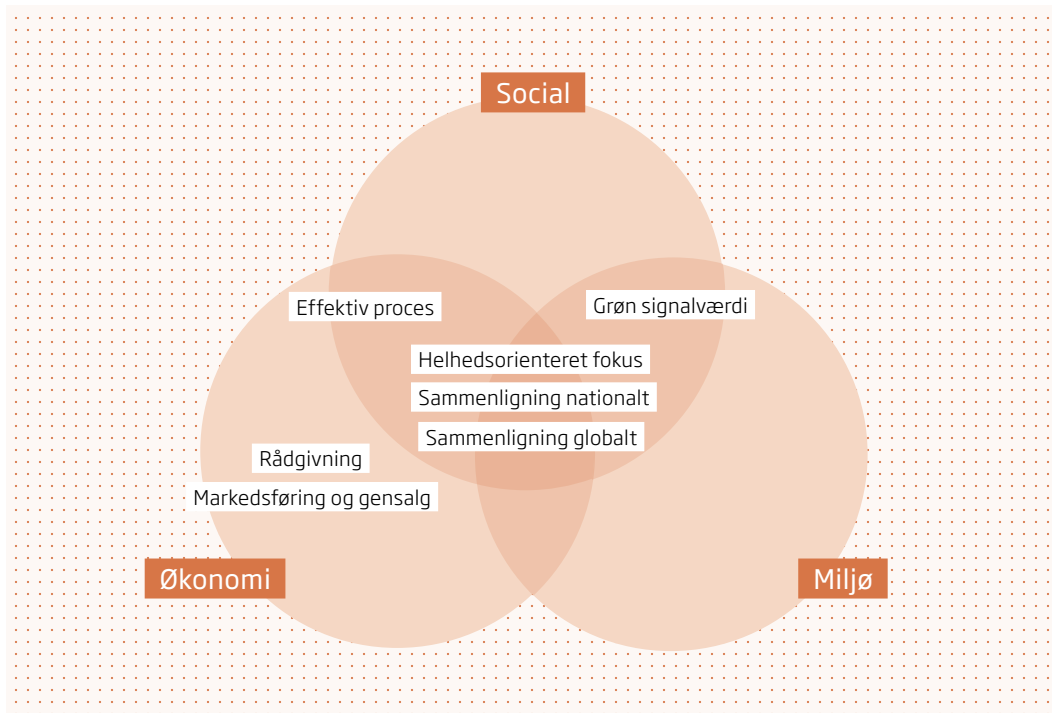 Social
Effektiv proces
Grøn signalværdi
Helhedsorienteret fokus
Sammenligning nationalt
Sammenligning globalt
Rådgivning
Markedsføring og gensalg
Økonomi
Miljø